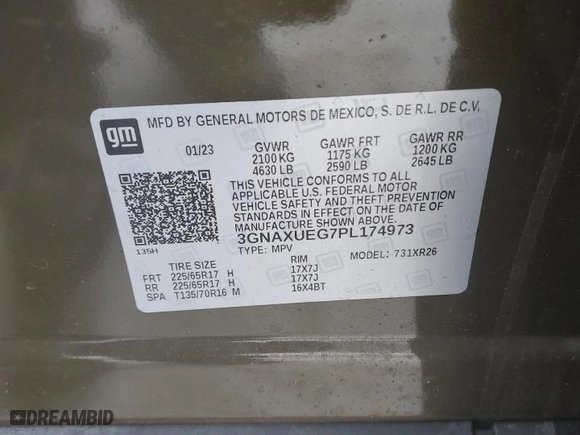 gm
MFD BY GENERAL MOTORS DE MEXICO, S. DE R.L. DE C.V.
01/23 GVWR GAWR FRT GAWR RR
2100 KG 1175 KG 1200 KG
4630 LB 2590 LB 2645 LB
THIS VEHICLE CONFORMS TO ALL
APPLICABLE U.S. FEDERAL MOTOR
VEHICLE SAFETY AND THEFT PREVENTION
STANDARDS IN EFFECT ON THE DATE OF
MANUFACTURE SHOWN ABOVE.
3GNAXUEG7PL174973
135H TYPE: MPV MODEL: 731XR26
TIRE SIZE RIM
FRT 225/65R17 H 17X7J
RR 225/65R17 H 17X7J
SPA T135/70R16 M 16X4BT
DREAMBID